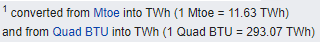 ¹ converted from Mtoe into TWh (1 Mtoe = 11.63 TWh)
and from Quad BTU into TWh (1 Quad BTU = 293.07 TWh)